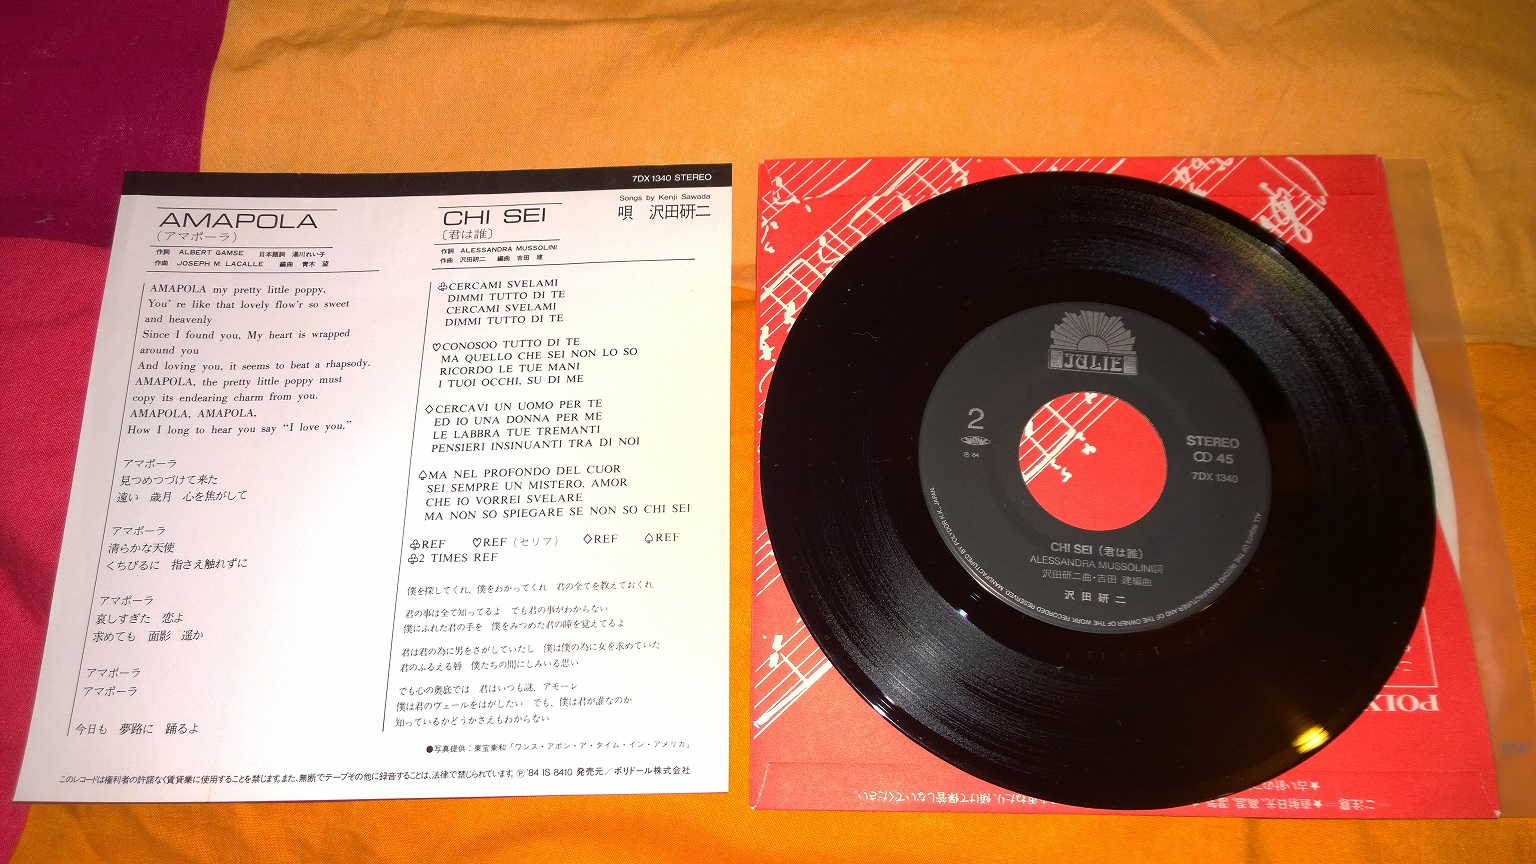 7DX1340 STEREO
Songs by Kenji Sawada
唄 沢田研二
AMAPOLA
(アマポーラ)
作詞 ALBERT GAMSE 日本語詞 湯川れい子
作曲 JOSEPH M. LACALLE 編曲 青木 望
AMAPOLA my pretty little poppy,
You' re like that lovely flow'r so sweet
and heavenly
Since I found you, My heart is wrapped
around you
And loving you, it seems to beat a rhapsody.
AMAPOLA, the pretty little poppy must
copy its endearing charm from you.
AMAPOLA, AMAPOLA,
How I long to hear you say "I love you."
アマポーラ
見つめつづけて来た
遠い 歳月 心を焦がして
アマポーラ
清らかな天使
くちびるに 指さえ触れずに
アマポーラ
哀しすぎた 恋よ
求めても 面影 遥か
アマポーラ
アマポーラ
今日も 夢路に 踊るよ
CHI SEI
〔君は誰〕
作詞 ALESSANDRA MUSSOLINI
作曲 沢田研二 編曲 吉田 建
♧CERCAMI SVELAMI
DIMMI TUTTO DI TE
CERCAMI SVELAMI
DIMMI TUTTO DI TE
♡CONOSOO TUTTO DI TE
MA QUELLO CHE SEI NON LO SO
RICORDO LE TUE MANI
I TUOI OCCHI, SU DI ME
◇CERCAVI UN UOMO PER TE
ED IO UNA DONNA PER ME
LE LABBRA TUE TREMANTI
PENSIERI INSINUANTI TRA DI NOI
♤MA NEL PROFONDO DEL CUOR
SEI SEMPRE UN MISTERO, AMOR
CHE IO VORREI SVELARE
MA NON SO SPIEGARE SE NON SO CHI SEI
♧REF ♡REF (セリフ) ◇REF ♤REF
♧2 TIMES REF
僕を探してくれ、僕をわかってくれ 君の全てを教えておくれ
君の事は全て知ってるよ でも君の事がわからない
僕にふれた君の手を 僕をみつめた君の瞳を覚えてるよ
君は君の為に男をさがしていたし 僕は僕の為に女を求めていた
君のふるえる唇 僕たちの間にしみいる思い
でも心の奥底では 君はいつも謎、アモーレ
僕は君のヴェールをはがしたい でも、僕は君が誰なのか
知っているかどうかさえもわからない
●写真提供：東宝東和「ワンス・アポン・ア・タイム・イン・アメリカ」
このレコードは権利者の許諾なく賃貸業に使用することを禁じます。また、無断でテープその他に録音することは、法律で禁じられています。Ⓟ'84 IS 8410 発売元／ポリドール株式会社
JULIE
2
Ⓟ '84
STEREO
45
7DX 1340
CHI SEI (君は誰)
ALESSANDRA MUSSOLINI詞
沢田研二曲・吉田 建編曲
沢田研二
ALL RIGHTS OF THE RECORD MANUFACTURER AND OF THE OWNER OF THE WORK RECORDED RESERVED. MANUFACTURED BY POLYDOR K.K., JAPAN.
POLY